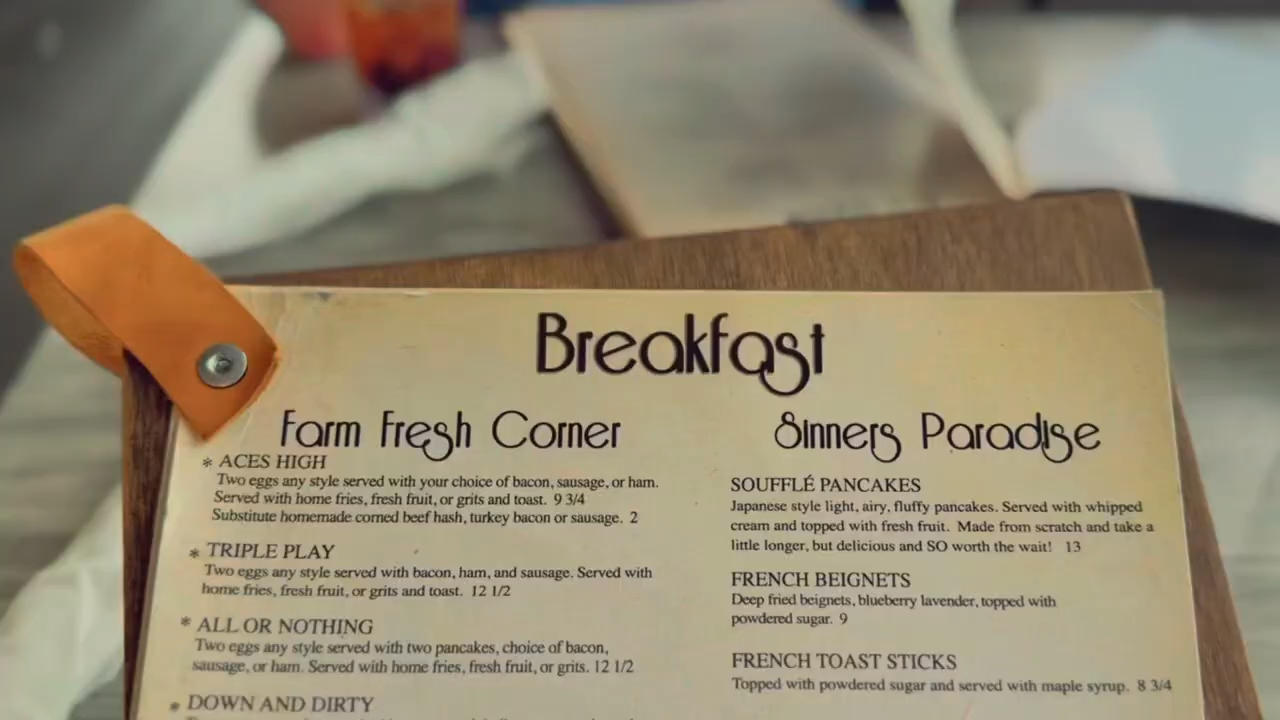 Breakfast
Farm Fresh Corner
* ACES HIGH
Two eggs any style served with your choice of bacon, sausage, or ham.
Served with home fries, fresh fruit, or grits and toast. 9 3/4
Substitute homemade corned beef hash, turkey bacon or sausage. 2
* TRIPLE PLAY
Two eggs any style served with bacon, ham, and sausage. Served with
home fries, fresh fruit, or grits and toast. 12 1/2
* ALL OR NOTHING
Two eggs any style served with two pancakes, choice of bacon,
sausage, or ham. Served with home fries, fresh fruit, or grits. 12 1/2
* DOWN AND DIRTY
Sinners Paradise
SOUFFLÉ PANCAKES
Japanese style light, airy, fluffy pancakes. Served with whipped
cream and topped with fresh fruit. Made from scratch and take a
little longer, but delicious and SO worth the wait! 13
FRENCH BEIGNETS
Deep fried beignets, blueberry lavender, topped with
powdered sugar. 9
FRENCH TOAST STICKS
Topped with powdered sugar and served with maple syrup. 8 3/4